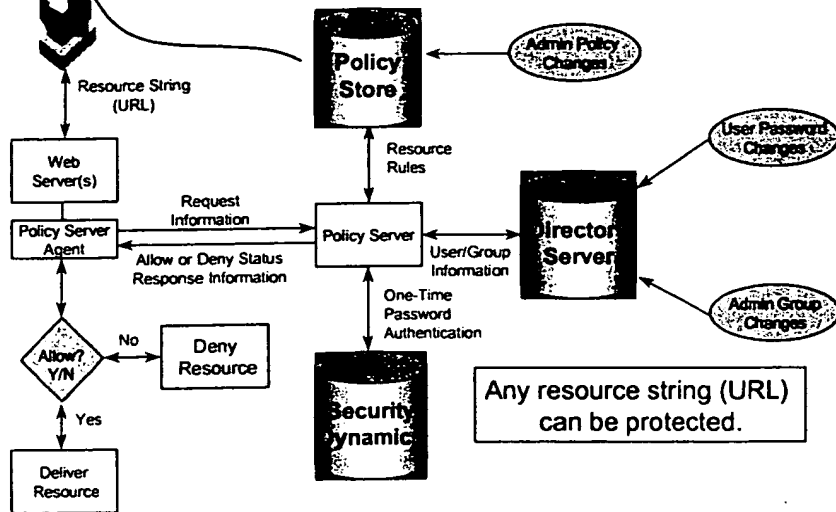 Resource String
(URL)
Policy
Store
Admin Policy
Changes
Web
Server(s)
Resource
Rules
User Password
Changes
Request
Information
Policy Server
Agent
Policy Server
Allow or Deny Status
Response Information
User/Group
Information
Director
Server
One-Time
Password
Authentication
Admin Group
Changes
Allow?
Y/N
No
Deny
Resource
Yes
Security
Dynamic
Any resource string (URL)
can be protected.
Deliver
Resource